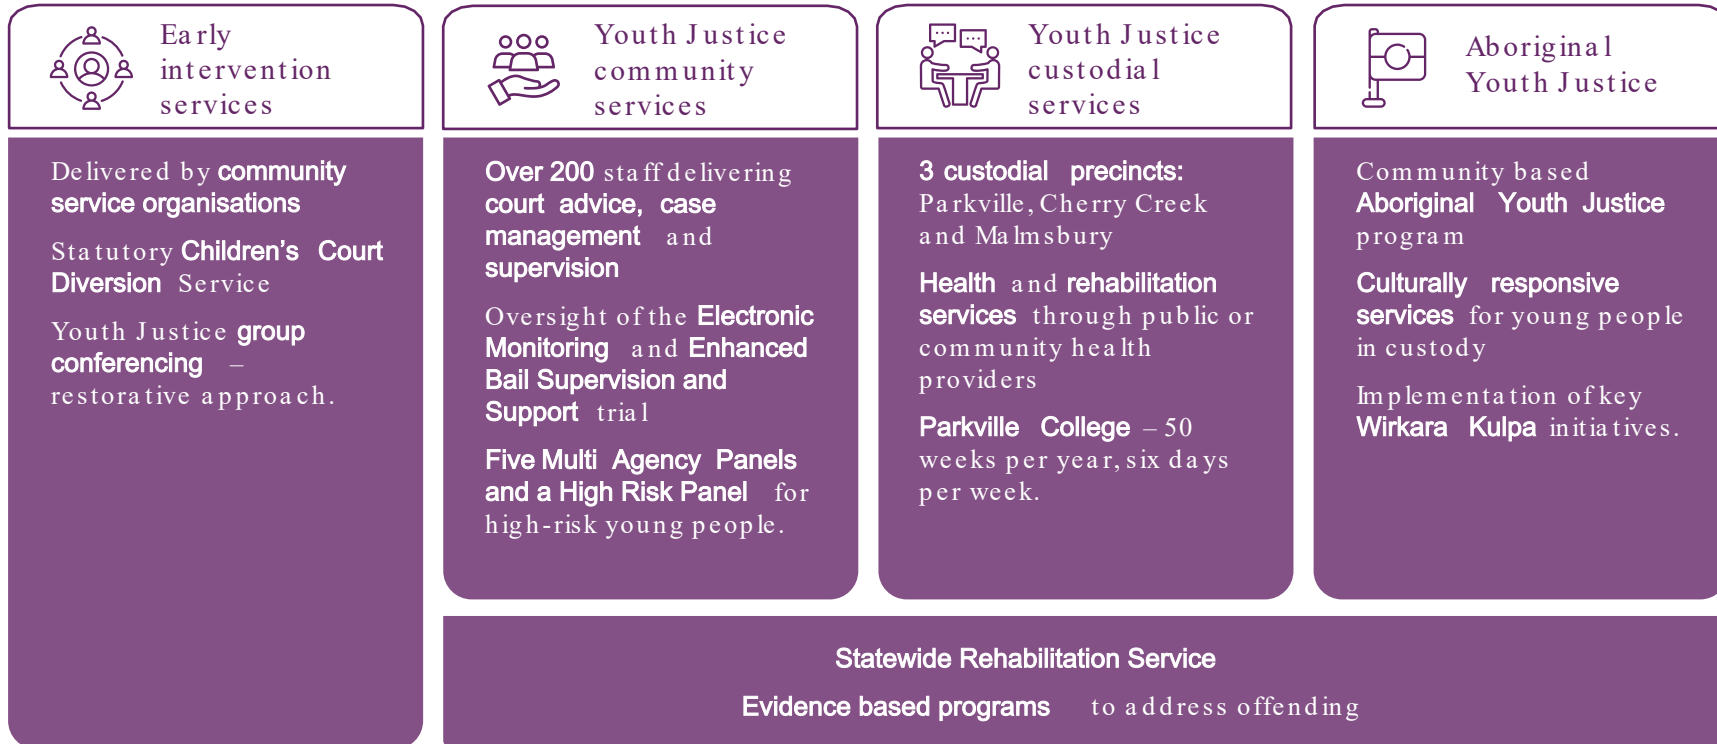 Early
intervention
services
Delivered by community
service organisations
Statutory Children’s Court
Diversion Service
Youth Justice group
conferencing –
restorative approach.
Youth Justice
community
services
Over 200 staff delivering
court advice, case
management and
supervision
Oversight of the Electronic
Monitoring and Enhanced
Bail Supervision and
Support trial
Five Multi Agency Panels
and a High Risk Panel for
high-risk young people.
Youth Justice
custodial
services
3 custodial precincts:
Parkville, Cherry Creek
and Malmsbury
Health and rehabilitation
services through public or
community health
providers
Parkville College – 50
weeks per year, six days
per week.
Aboriginal
Youth Justice
Community based
Aboriginal Youth Justice
program
Culturally responsive
services for young people
in custody
Implementation of key
Wirkara Kulpa initiatives.
Statewide Rehabilitation Service
Evidence based programs to address offending